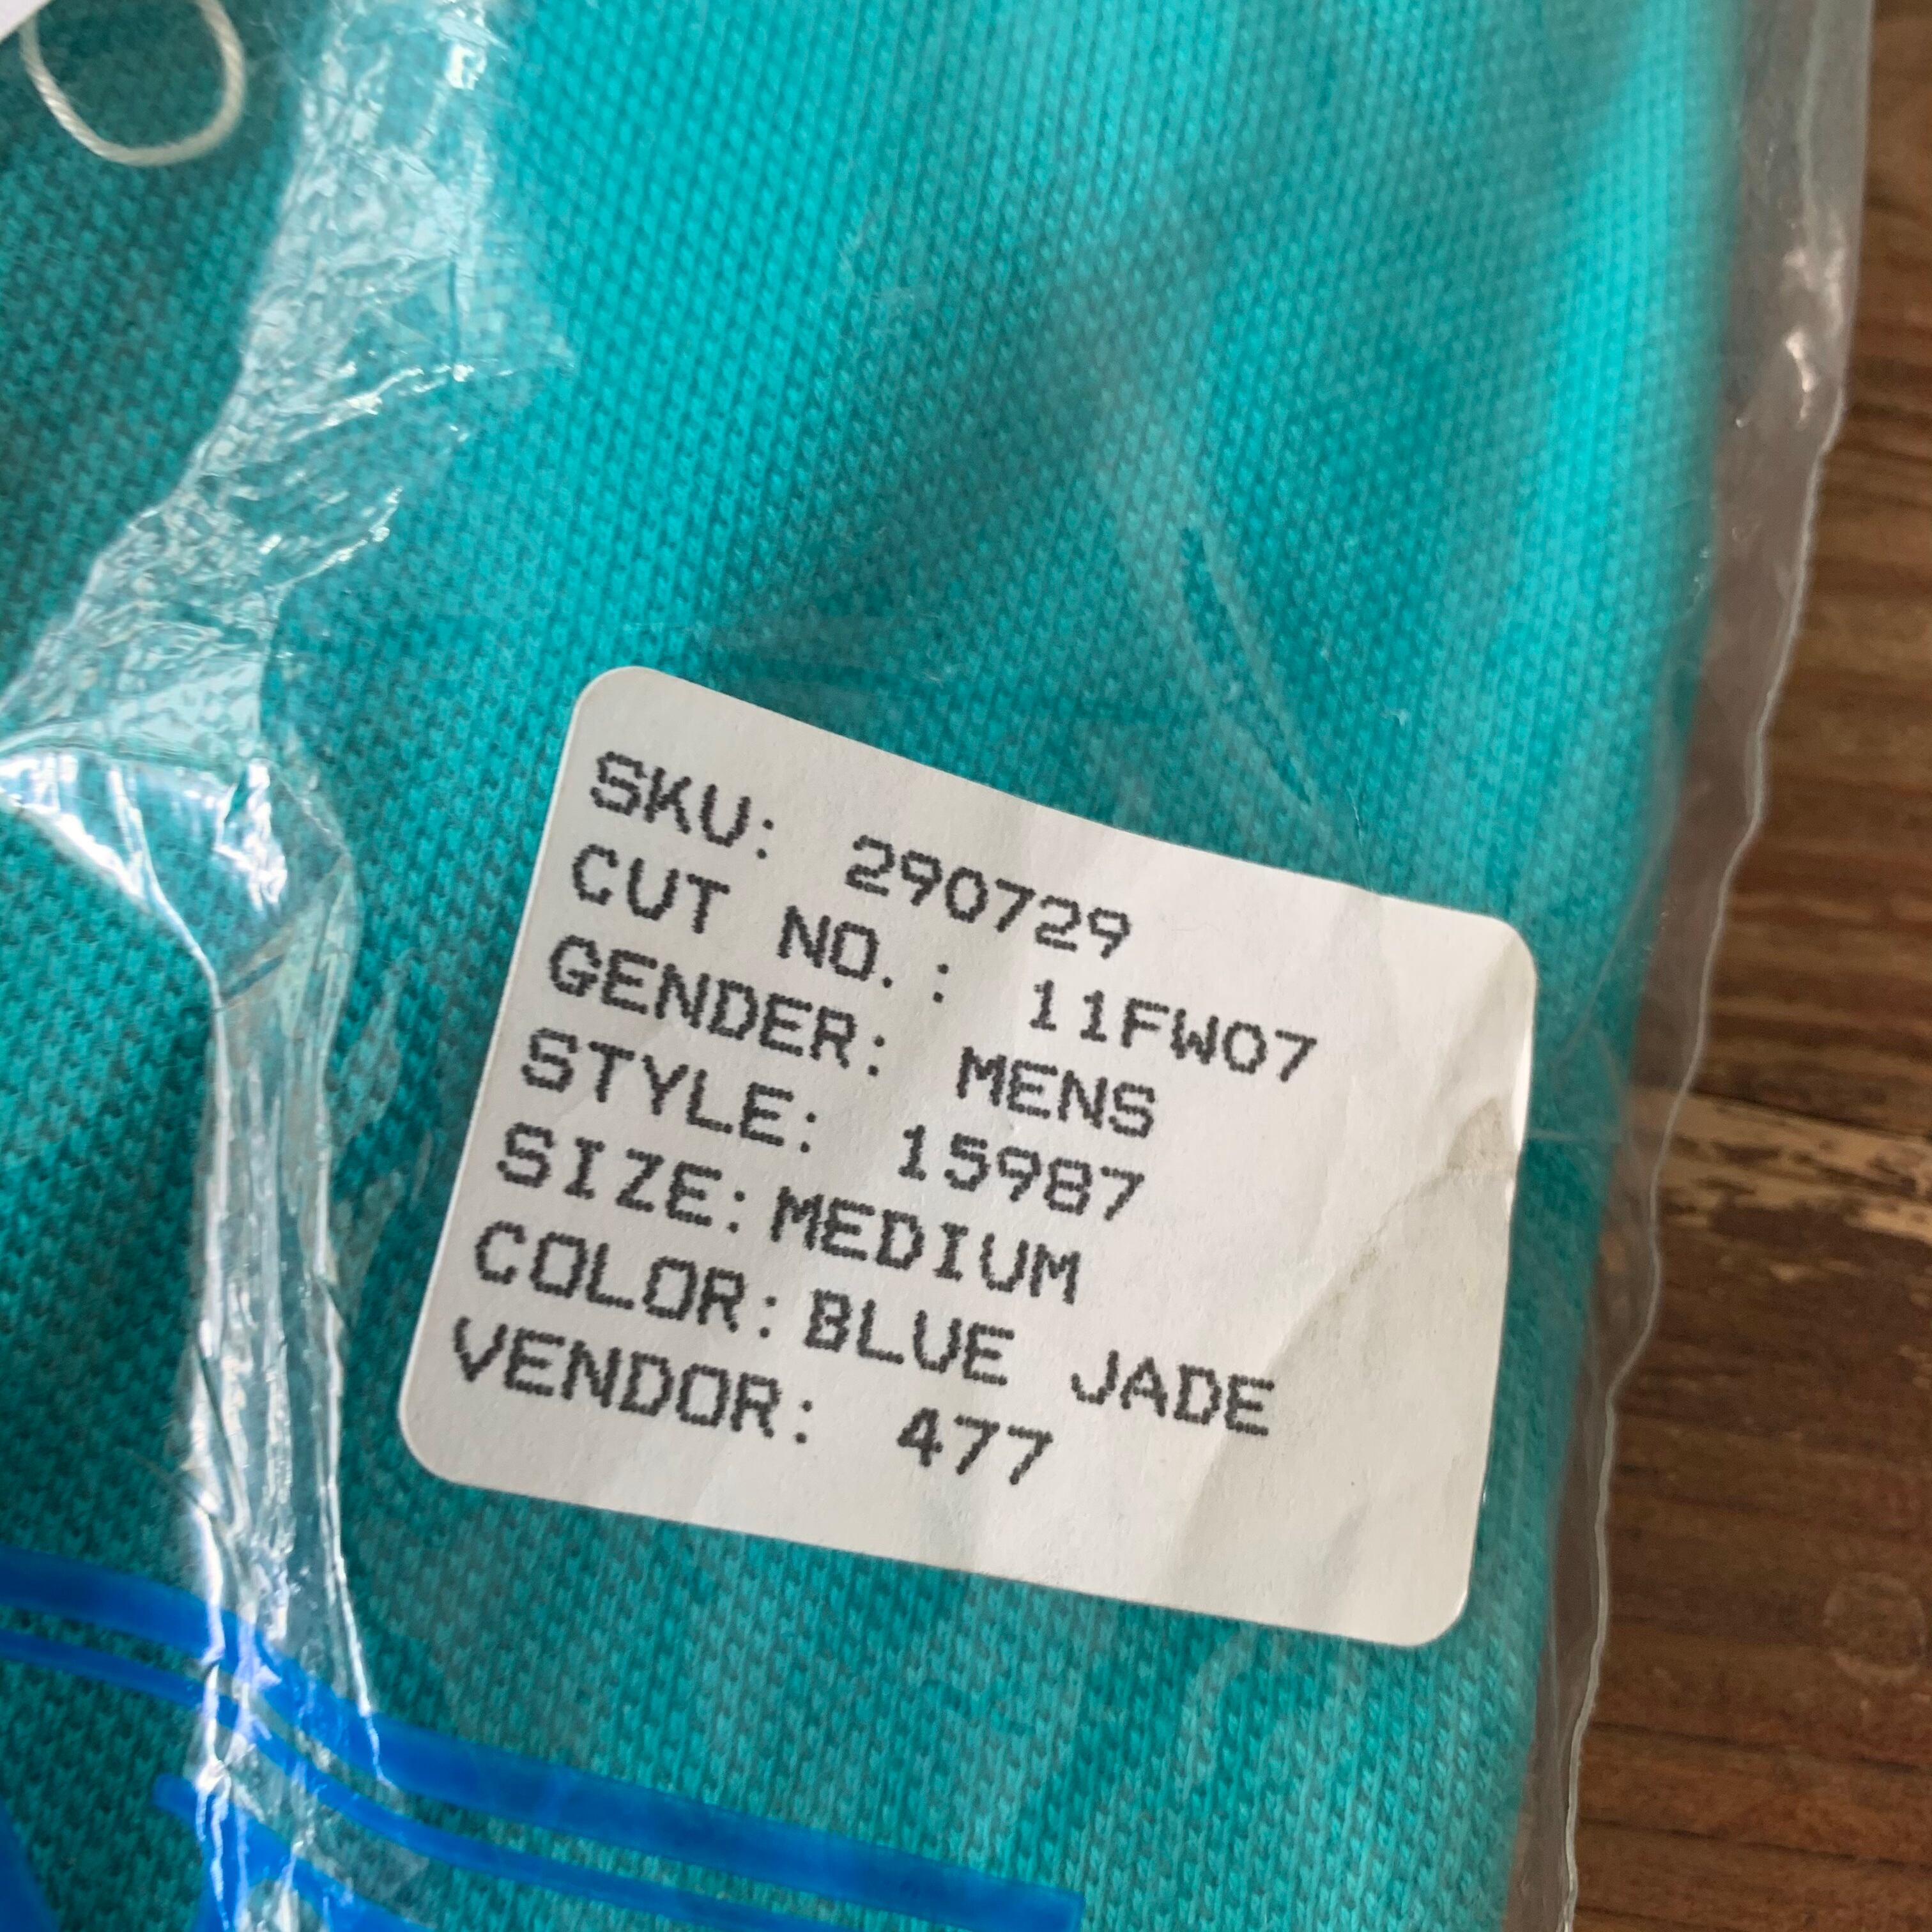 SKU: 290729
CUT NO.: 11FW07
GENDER: MENS
STYLE: 15987
SIZE: MEDIUM
COLOR: BLUE JADE
VENDOR: 477